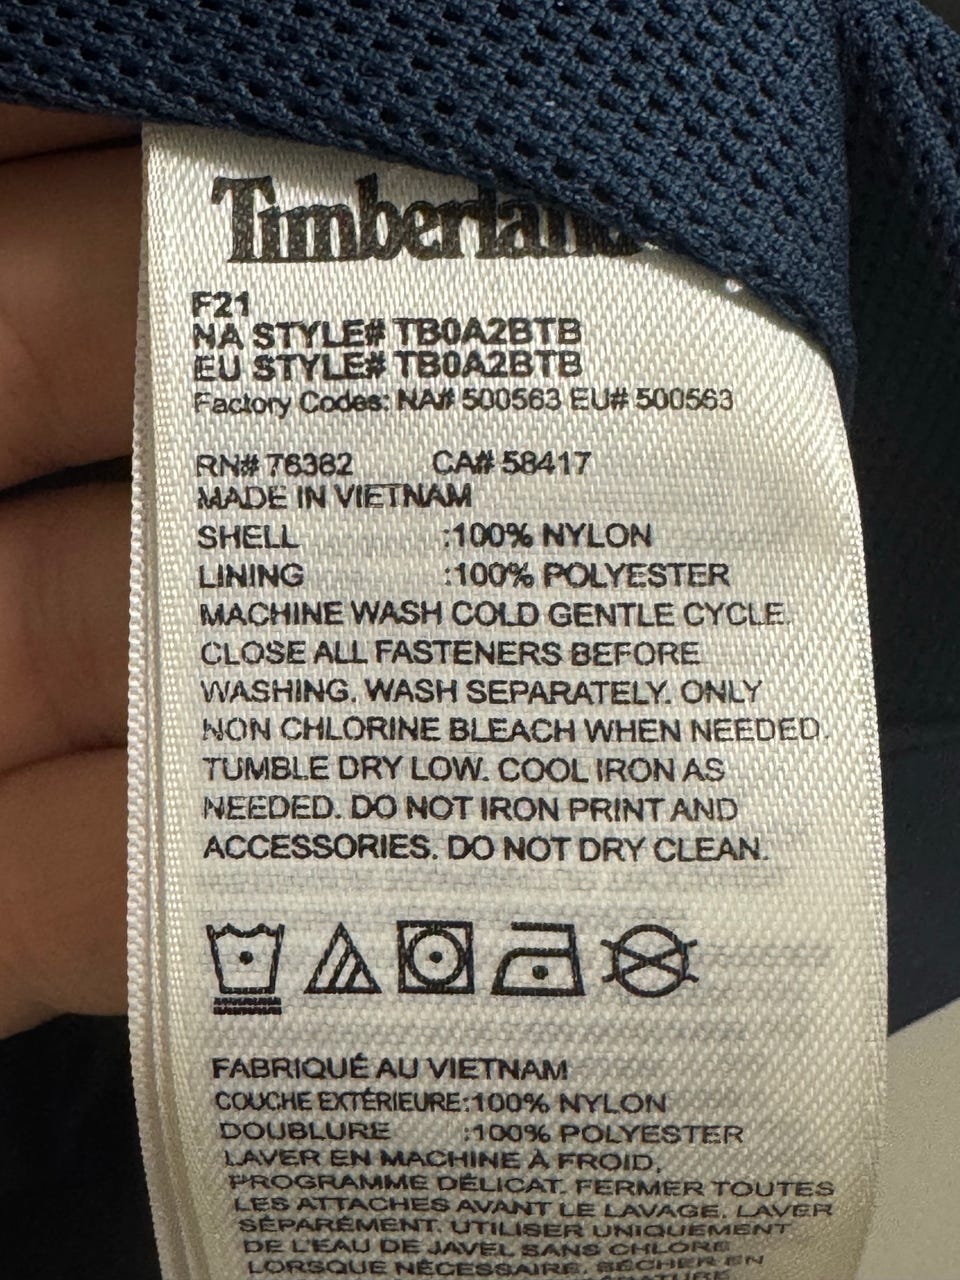 Timberland
F21
NA STYLE# TB0A2BTB
EU STYLE# TB0A2BTB
Factory Codes: NA# 500563 EU# 500563
RN# 76382 CA# 58417
MADE IN VIETNAM
SHELL :100% NYLON
LINING :100% POLYESTER
MACHINE WASH COLD GENTLE CYCLE.
CLOSE ALL FASTENERS BEFORE
WASHING. WASH SEPARATELY. ONLY
NON CHLORINE BLEACH WHEN NEEDED.
TUMBLE DRY LOW. COOL IRON AS
NEEDED. DO NOT IRON PRINT AND
ACCESSORIES. DO NOT DRY CLEAN.
FABRIQUÉ AU VIETNAM
COUCHE EXTÉRIEURE:100% NYLON
DOUBLURE :100% POLYESTER
LAVER EN MACHINE À FROID,
PROGRAMME DÉLICAT. FERMER TOUTES
LES ATTACHES AVANT LE LAVAGE. LAVER
SÉPARÉMENT. UTILISER UNIQUEMENT
DE L'EAU DE JAVEL SANS CHLORE
LORSQUE NÉCESSAIRE. SÉCHER EN